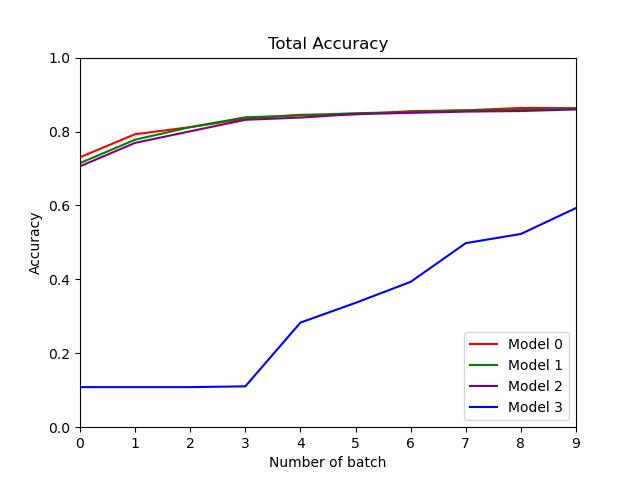 Total Accuracy
1.0
0.8
0.6
0.4
0.2
0.0
Accuracy
Model 0
Model 1
Model 2
Model 3
0 1 2 3 4 5 6 7 8 9
Number of batch